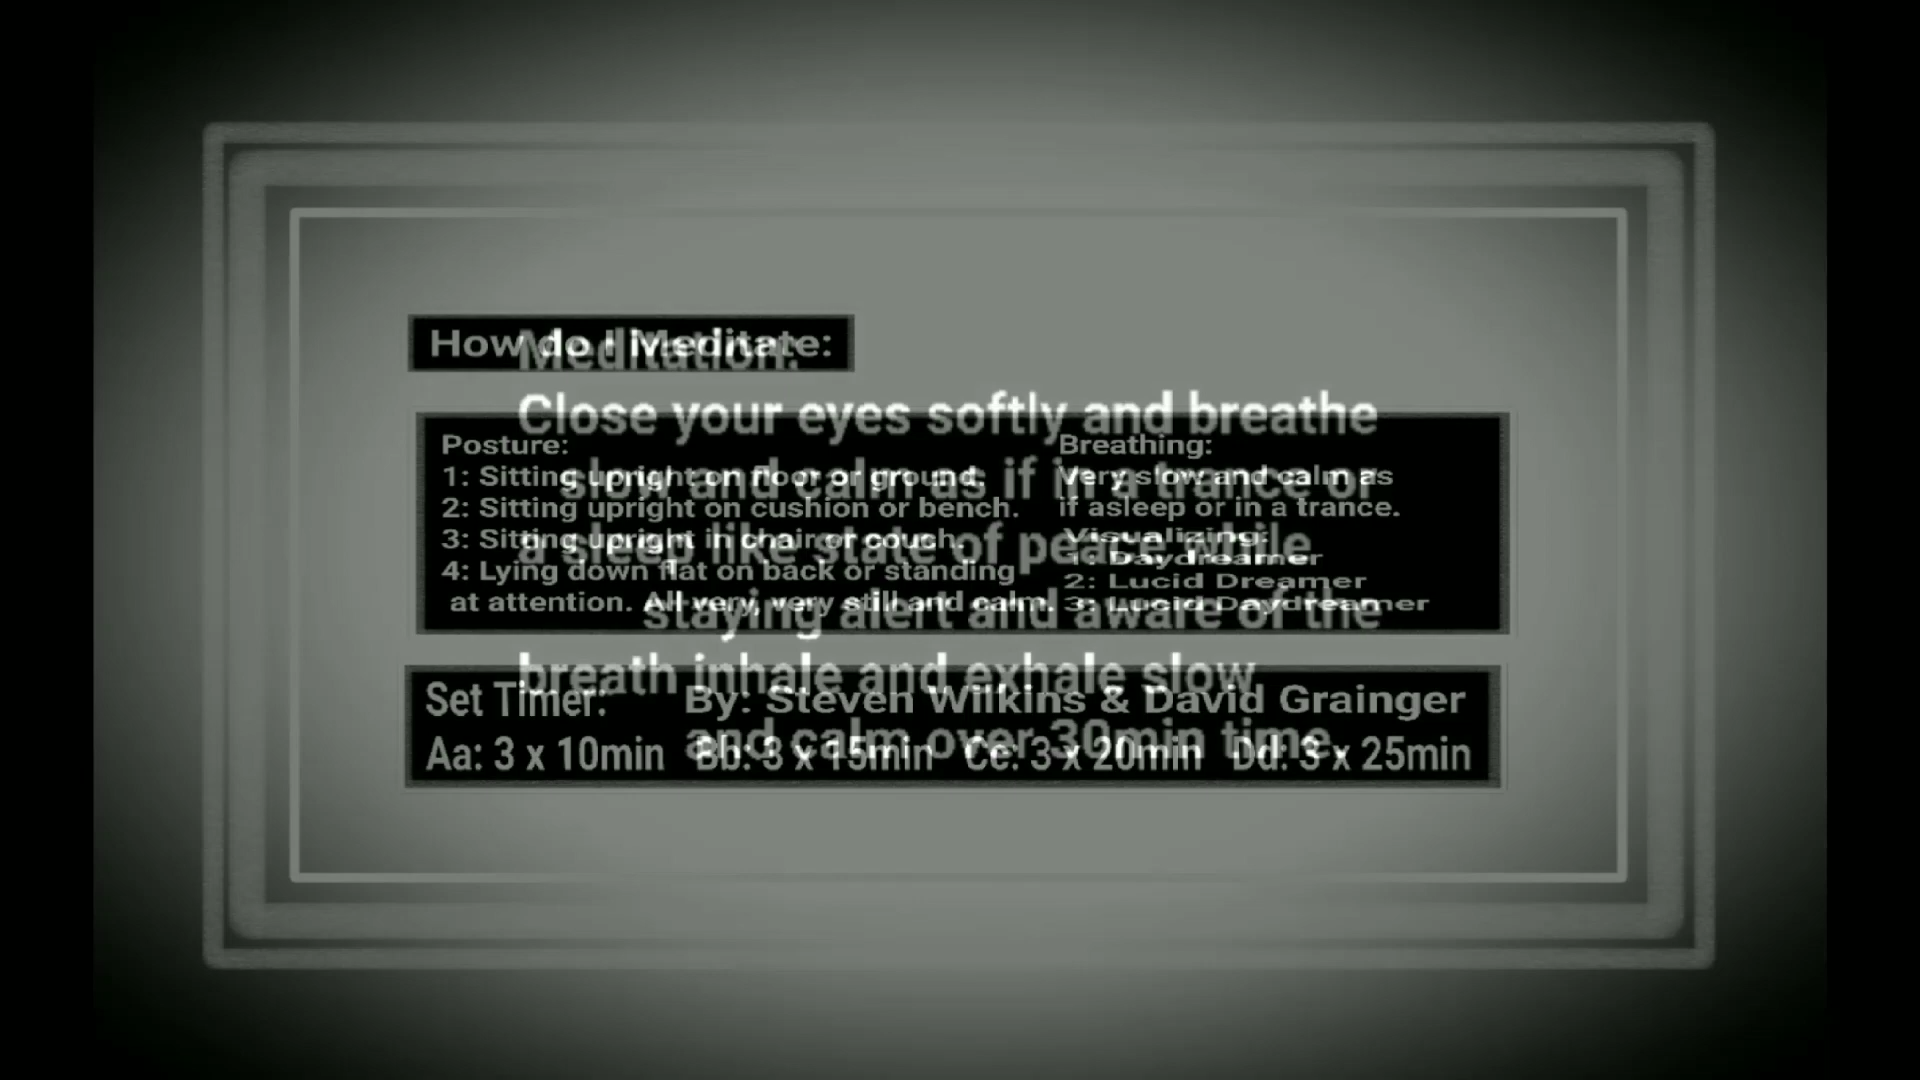 How do I Meditate:
Posture:
1: Sitting upright on floor or ground.
2: Sitting upright on cushion or bench.
3: Sitting upright in chair or couch.
4: Lying down flat on back or standing
at attention. All very, very still and calm.
Breathing:
Very slow and calm as
if asleep or in a trance.
Visualizing:
1: Daydreamer
2: Lucid Dreamer
3: Lucid Daydreamer
Set Timer: By: Steven Wilkins & David Grainger
Aa: 3 x 10min Bb: 3 x 15min Cc: 3 x 20min Dd: 3 x 25min
Meditation:
Close your eyes softly and breathe
slow and calm as if in a trance or
a sleep like state of peace while
staying alert and aware of the
breath inhale and exhale slow
and calm over 30min time.